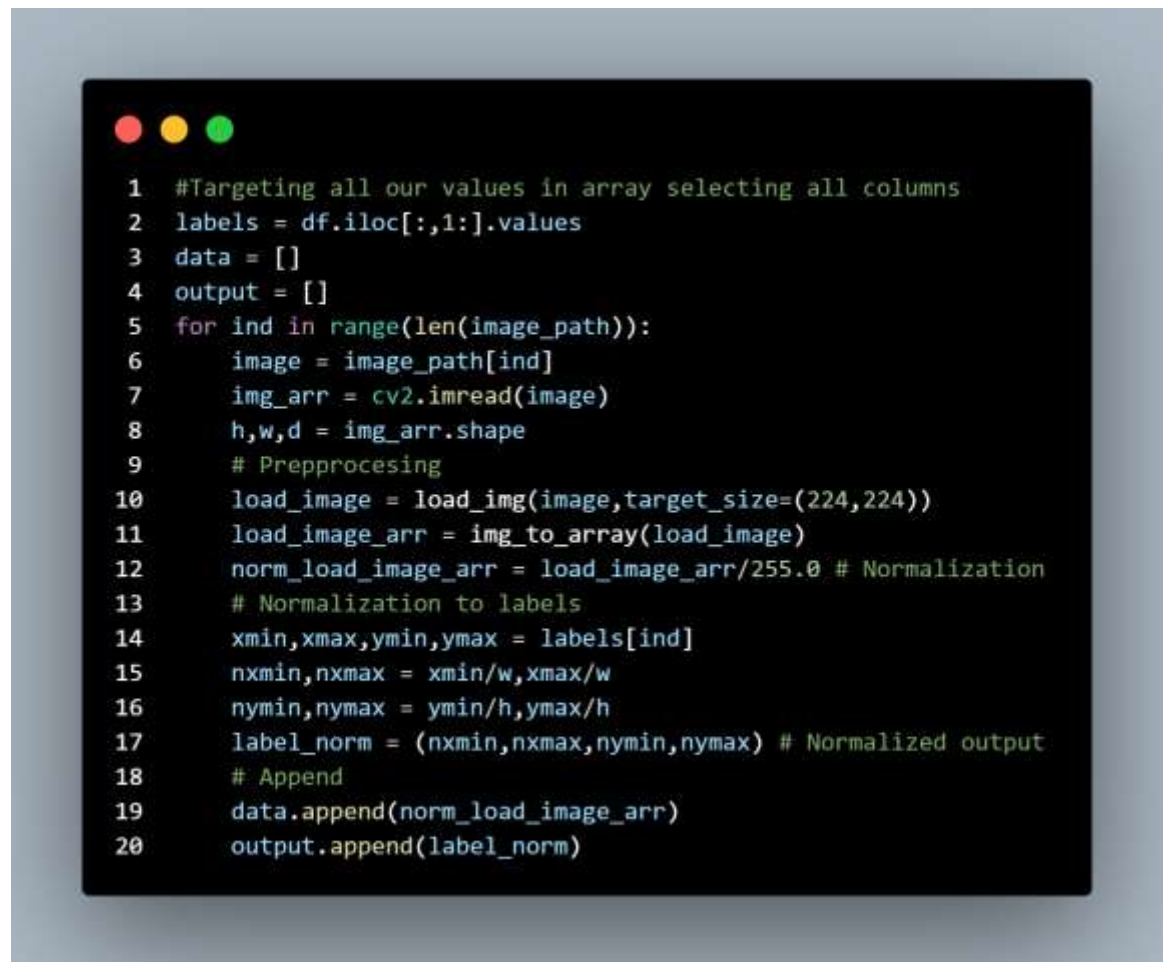 1 #Targeting all our values in array selecting all columns
2 labels = df.iloc[:,1:].values
3 data = []
4 output = []
5 for ind in range(len(image_path)):
6     image = image_path[ind]
7     img_arr = cv2.imread(image)
8     h,w,d = img_arr.shape
9     # Prepprocesing
10     load_image = load_img(image,target_size=(224,224))
11     load_image_arr = img_to_array(load_image)
12     norm_load_image_arr = load_image_arr/255.0 # Normalization
13     # Normalization to labels
14     xmin,xmax,ymin,ymax = labels[ind]
15     nxmin,nxmax = xmin/w,xmax/w
16     nymin,nymax = ymin/h,ymax/h
17     label_norm = (nxmin,nxmax,nymin,nymax) # Normalized output
18     # Append
19     data.append(norm_load_image_arr)
20     output.append(label_norm)